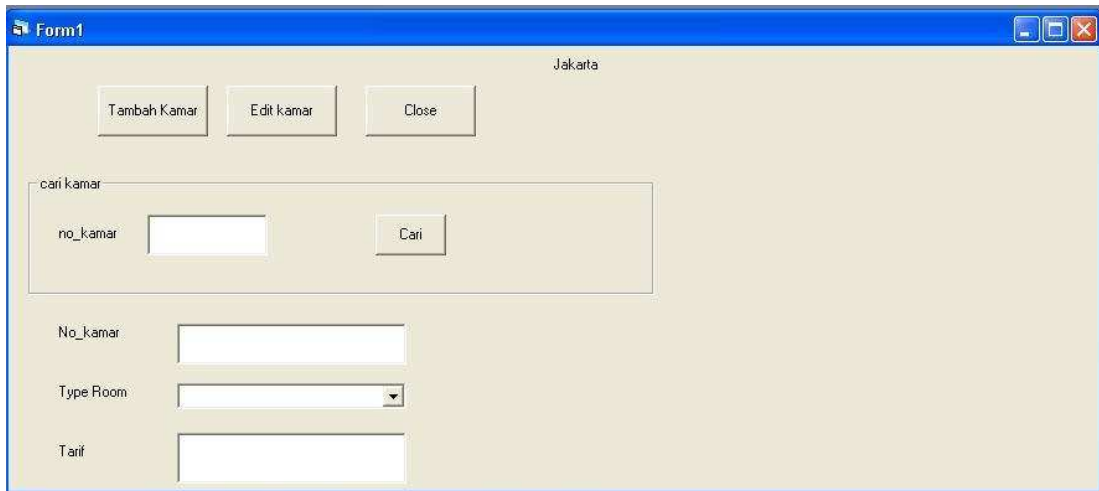 Form1
Jakarta
Tambah Kamar Edit kamar Close
cari kamar
no_kamar Cari
No_kamar
Type Room
Tarif